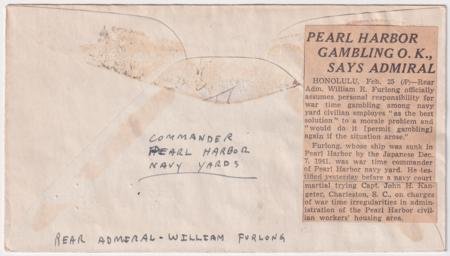 PEARL HARBOR
GAMBLING O. K.,
SAYS ADMIRAL
HONOLULU, Feb. 25 (AP)—Rear
Adm. William R. Furlong officially
assumes personal responsibility for
war time gambling among navy
yard civilian employes "as the best
solution" to a morale problem and
"would do it [permit gambling]
again if the situation arose."
Furlong, whose ship was sunk in
Pearl Harbor by the Japanese Dec.
7, 1941, was war time commander
of Pearl Harbor navy yard. He tes-
tified yesterday before a navy court
martial trying Capt. John H. Kan-
geter, Charleston, S. C., on charges
of war time irregularities in admin-
istration of the Pearl Harbor civil-
ian workers' housing area.
COMMANDER
PEARL HARBOR
NAVY YARDS
REAR ADMIRAL - WILLIAM FURLONG